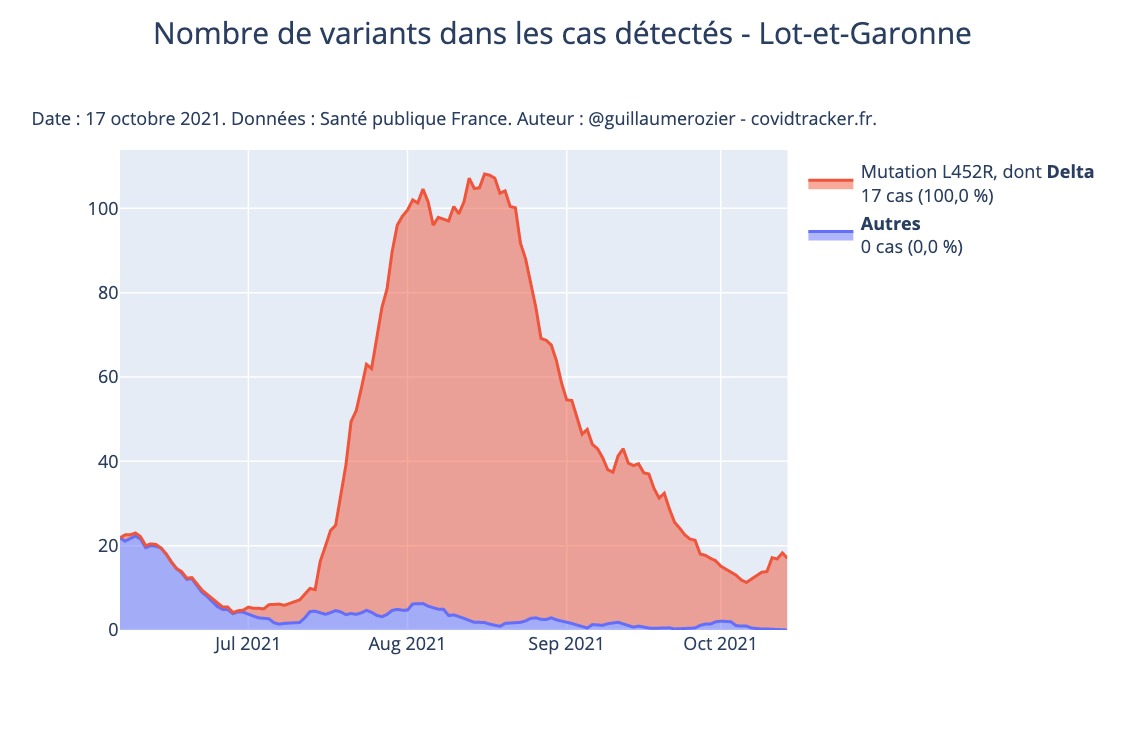 Nombre de variants dans les cas détectés - Lot-et-Garonne
Date : 17 octobre 2021. Données : Santé publique France. Auteur : @guillaumerozier - covidtracker.fr.
Mutation L452R, dont Delta
17 cas (100,0 %)
Autres
0 cas (0,0 %)
100
80
60
40
20
0
Jul 2021
Aug 2021
Sep 2021
Oct 2021